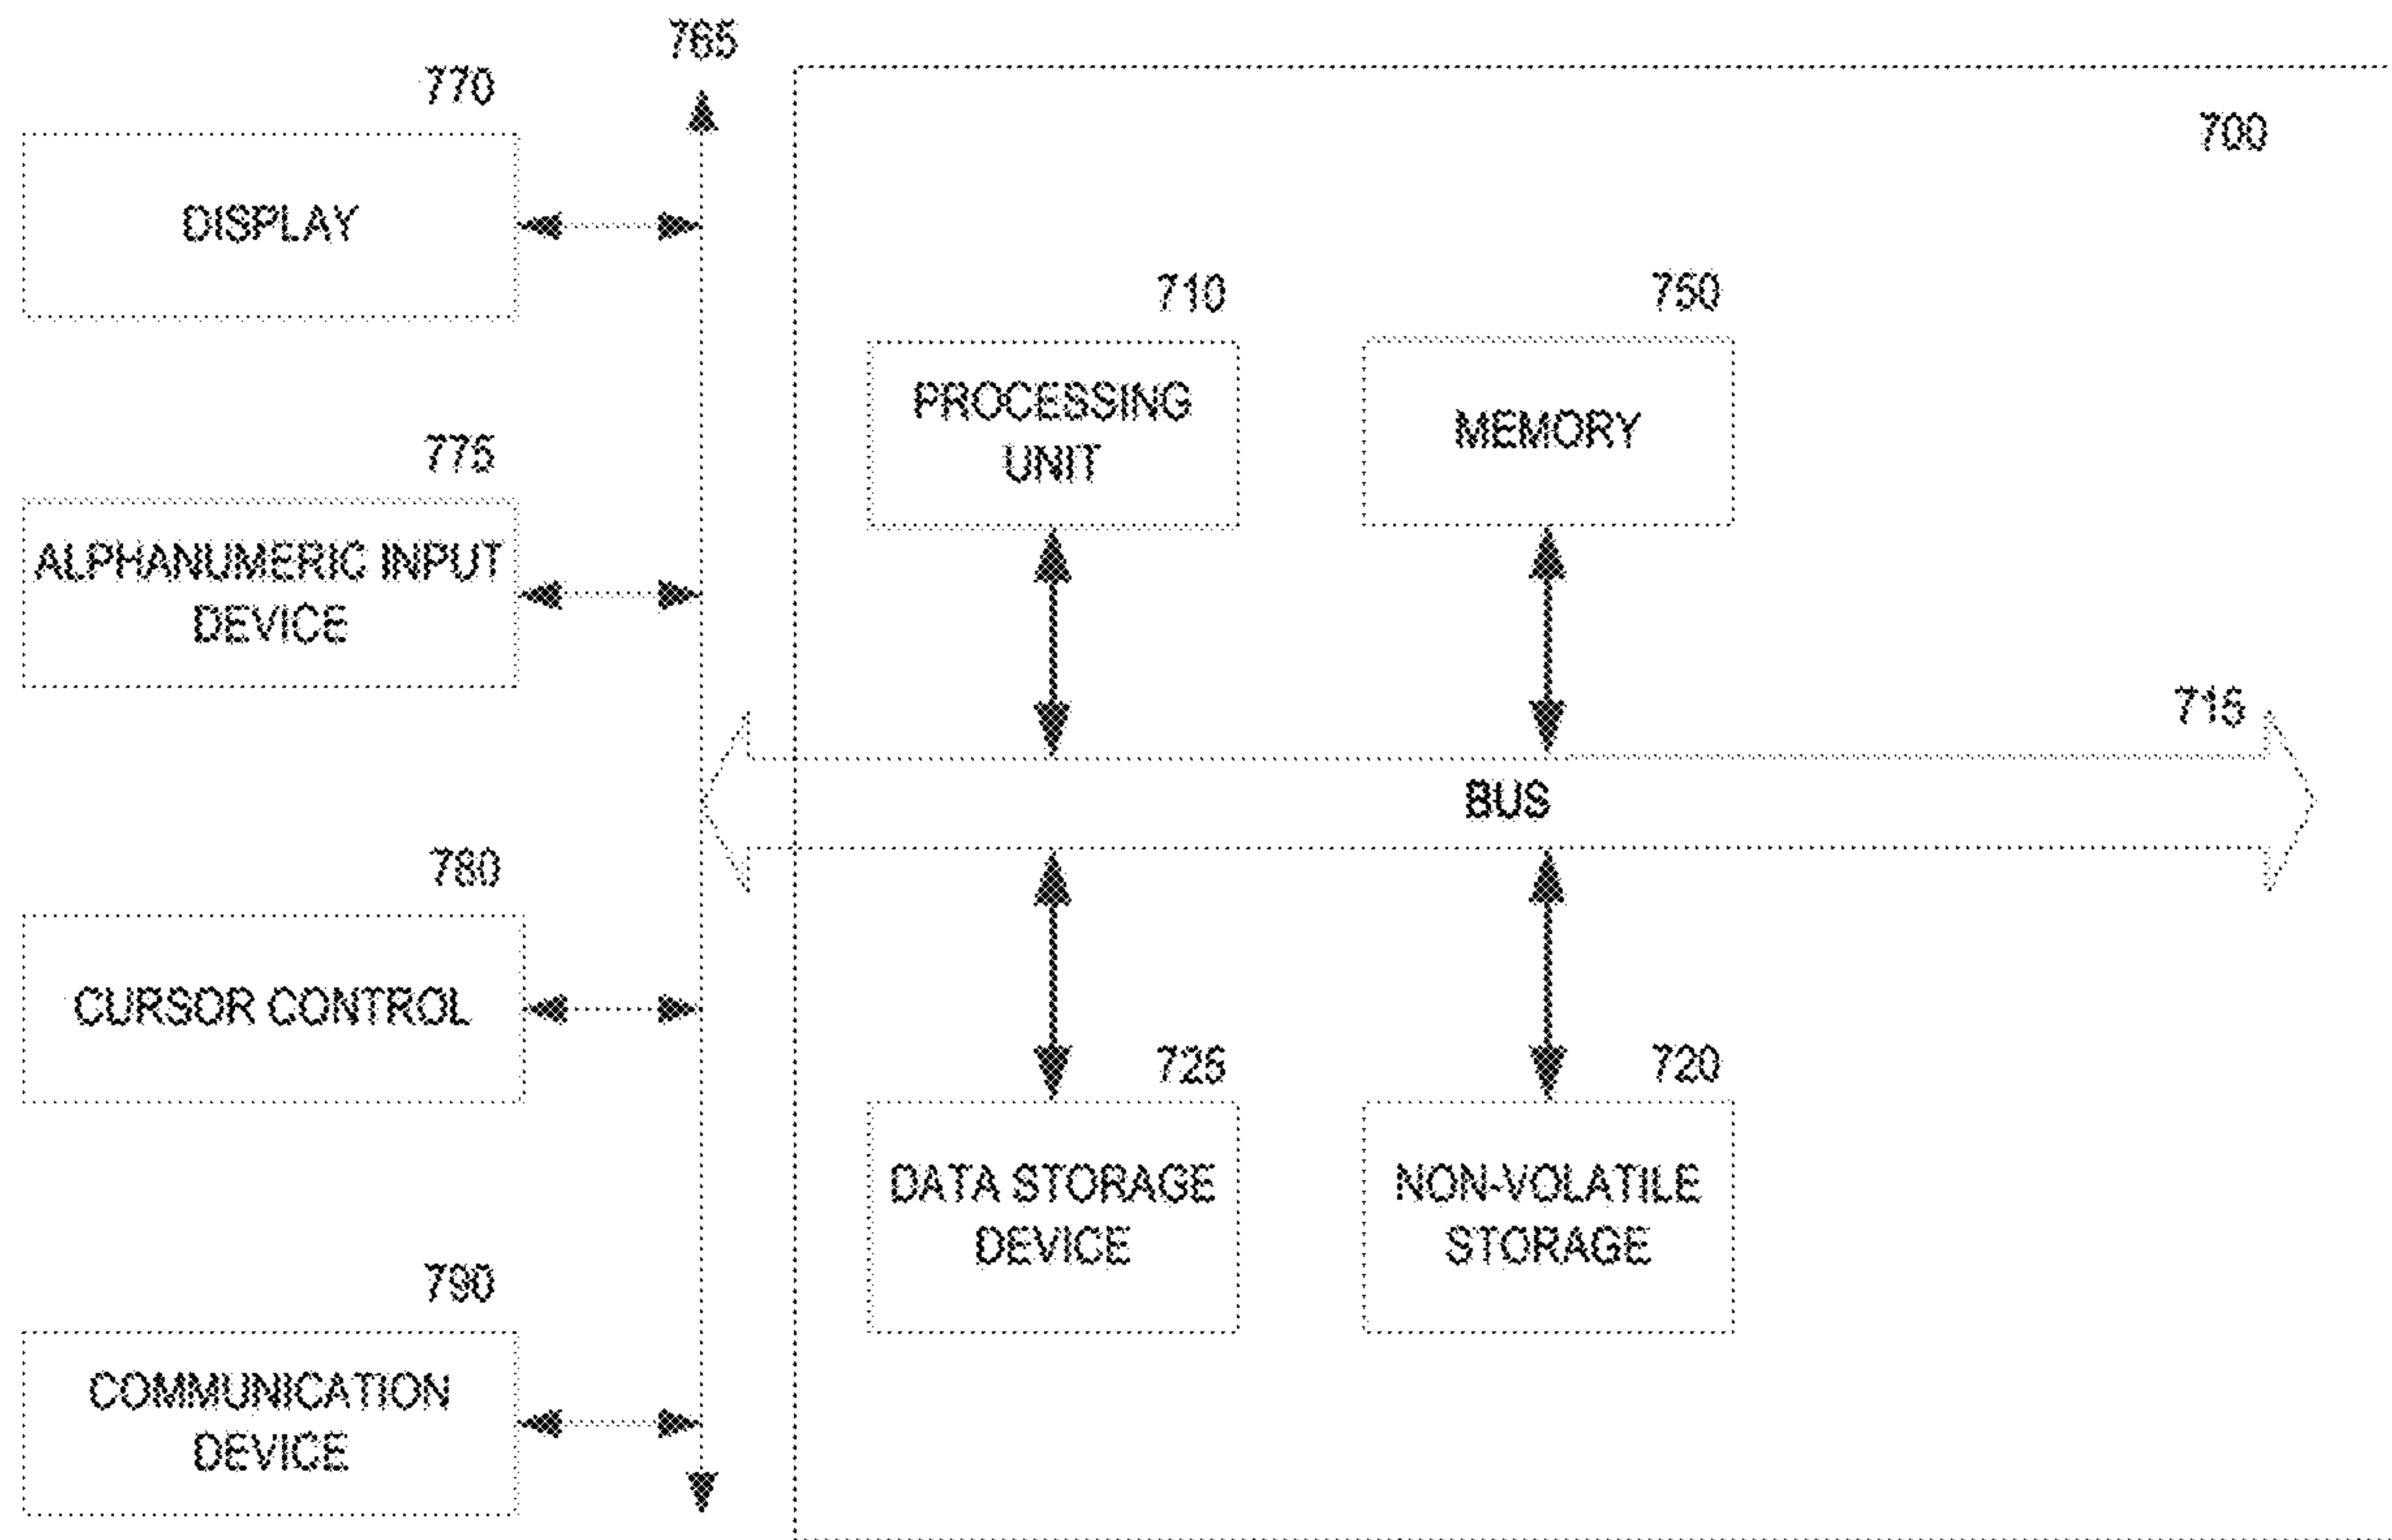 765
770
700
DISPLAY
710
750
PROCESSING
UNIT
MEMORY
775
ALPHANUMERIC INPUT
DEVICE
715
BUS
780
CURSOR CONTROL
725
720
DATA STORAGE
DEVICE
NON-VOLATILE
STORAGE
790
COMMUNICATION
DEVICE